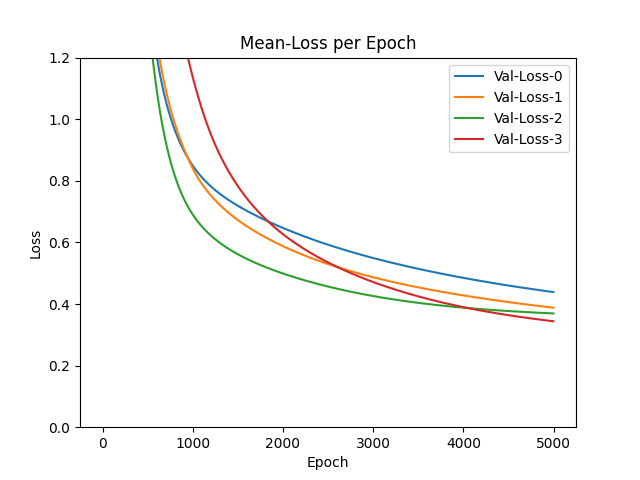 Mean-Loss per Epoch
1.2
1.0
0.8
0.6
0.4
0.2
0.0
Loss
Val-Loss-0
Val-Loss-1
Val-Loss-2
Val-Loss-3
0 1000 2000 3000 4000 5000
Epoch